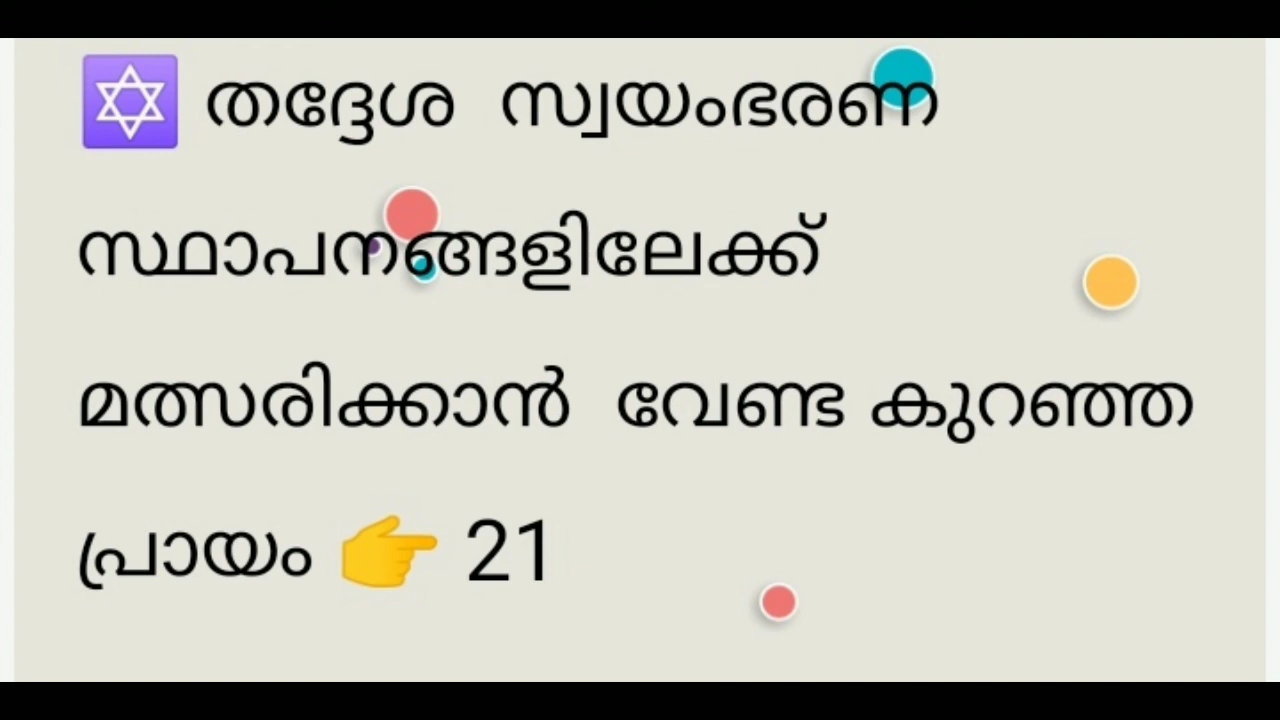 🔯 തദ്ദേശ സ്വയംഭരണ
സ്ഥാപനങ്ങളിലേക്ക്
മത്സരിക്കാൻ വേണ്ട കുറഞ്ഞ
പ്രായം 👉 21